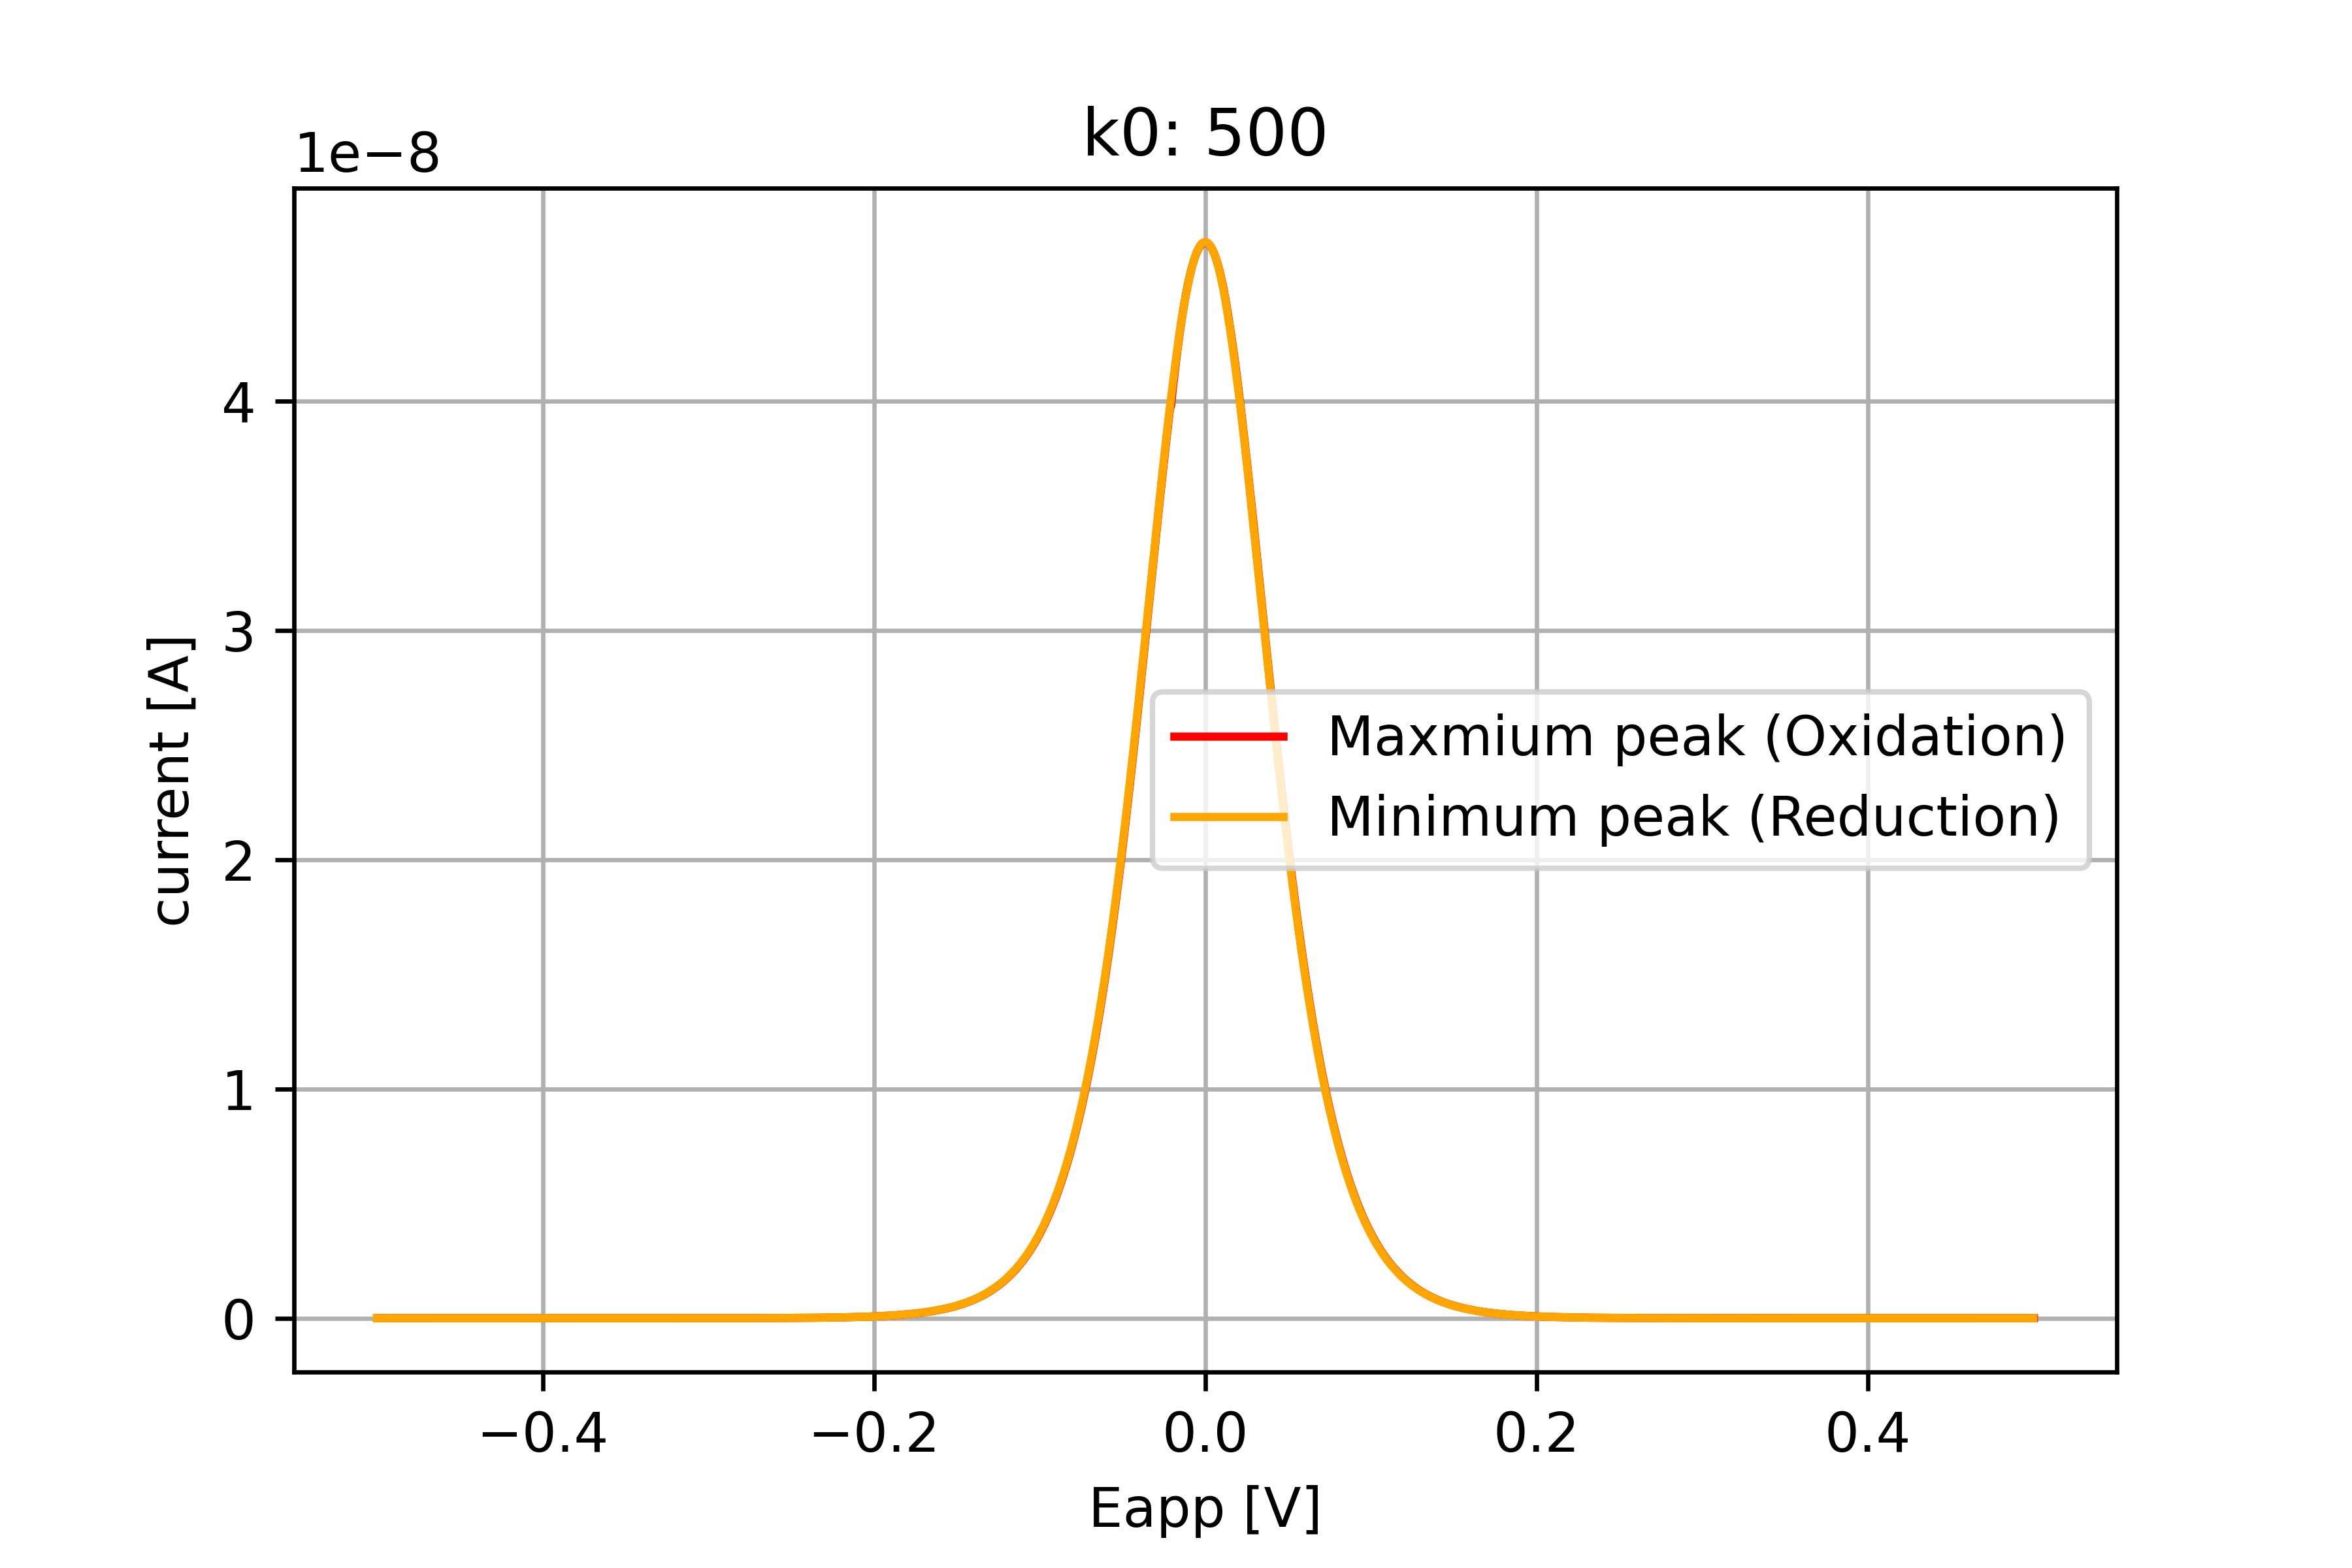 k0: 500
1e−8
4
3
2
1
0
current [A]
Maxmium peak (Oxidation)
Minimum peak (Reduction)
−0.4
−0.2
0.0
0.2
0.4
Eapp [V]